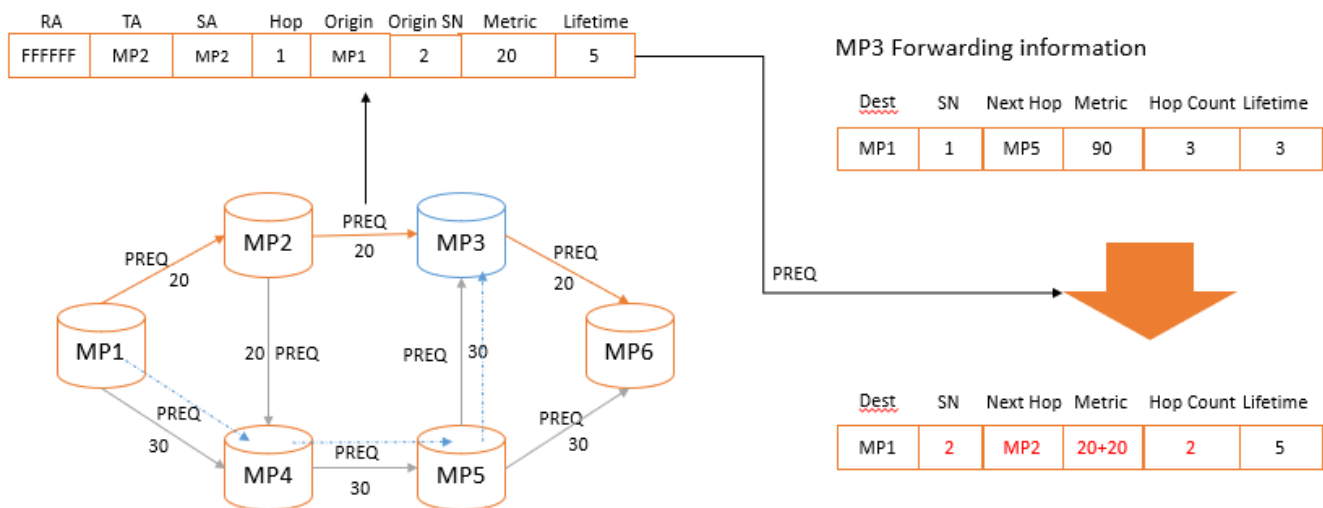 RA TA SA Hop Origin Origin SN Metric Lifetime
FFFFFF MP2 MP2 1 MP1 2 20 5
MP3 Forwarding information
Dest SN Next Hop Metric Hop Count Lifetime
MP1 1 MP5 90 3 3
PREQ
20
MP2
PREQ
20
MP3
PREQ
20
PREQ
MP1
20 PREQ
PREQ
30
MP6
PREQ
30
MP4
PREQ
30
MP5
PREQ
30
Dest SN Next Hop Metric Hop Count Lifetime
MP1 2 MP2 20+20 2 5